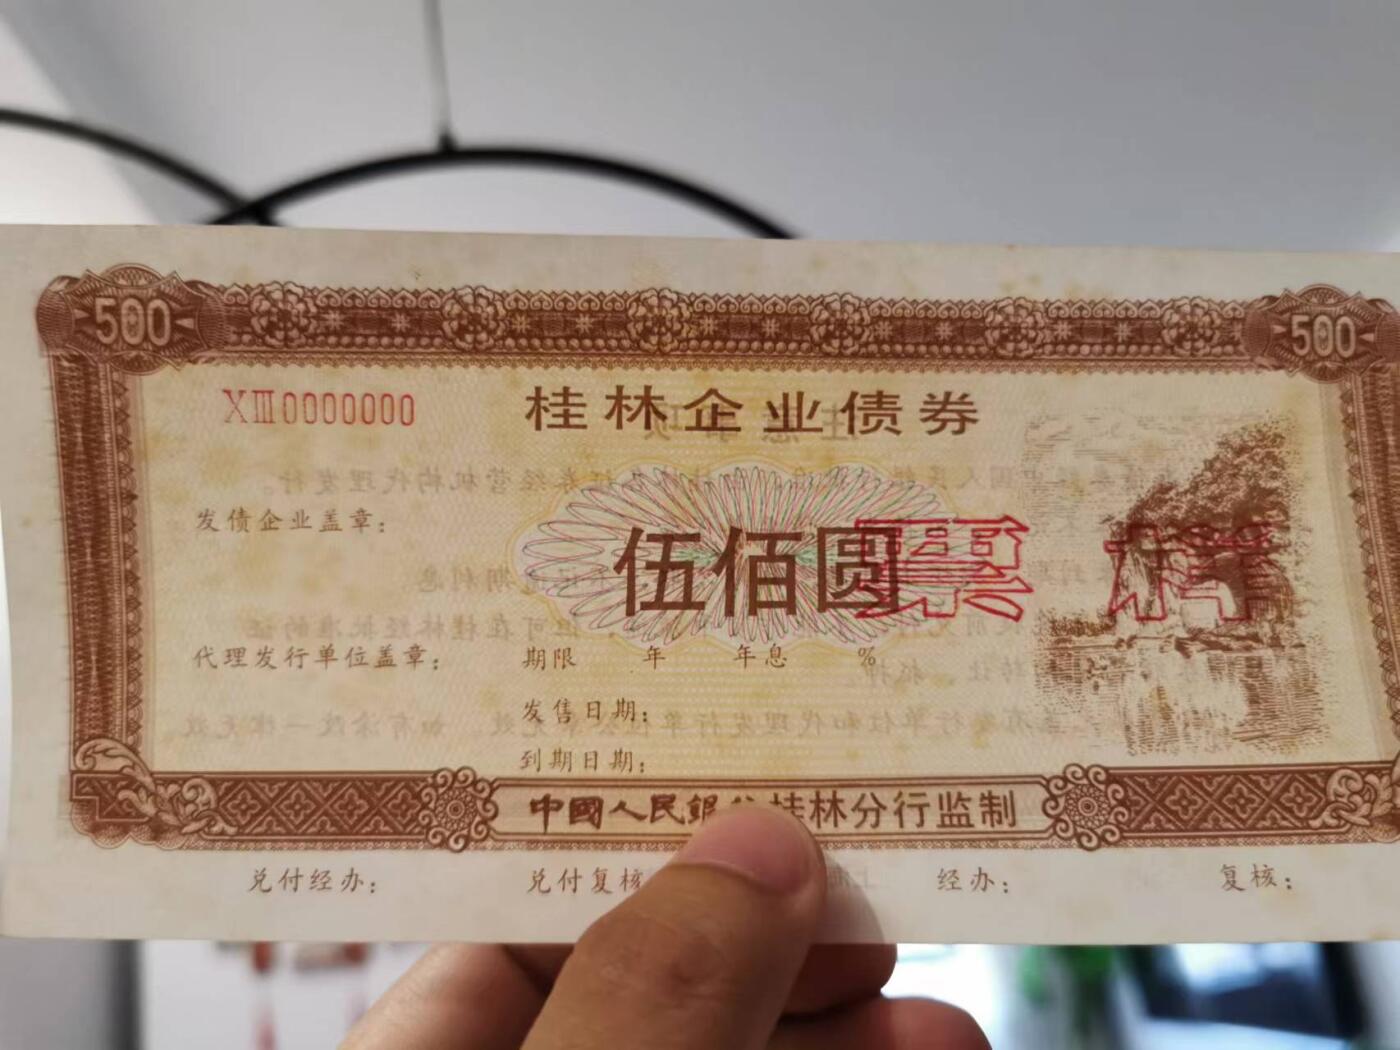 500
500
XⅢ0000000
桂林企业债券
发债企业盖章：
伍佰圆
票样
代理发行单位盖章：
期限 年 年息 %
发售日期：
到期日期：
中國人民銀 桂林分行监制
兑付经办：
兑付复核
经办：
复核：